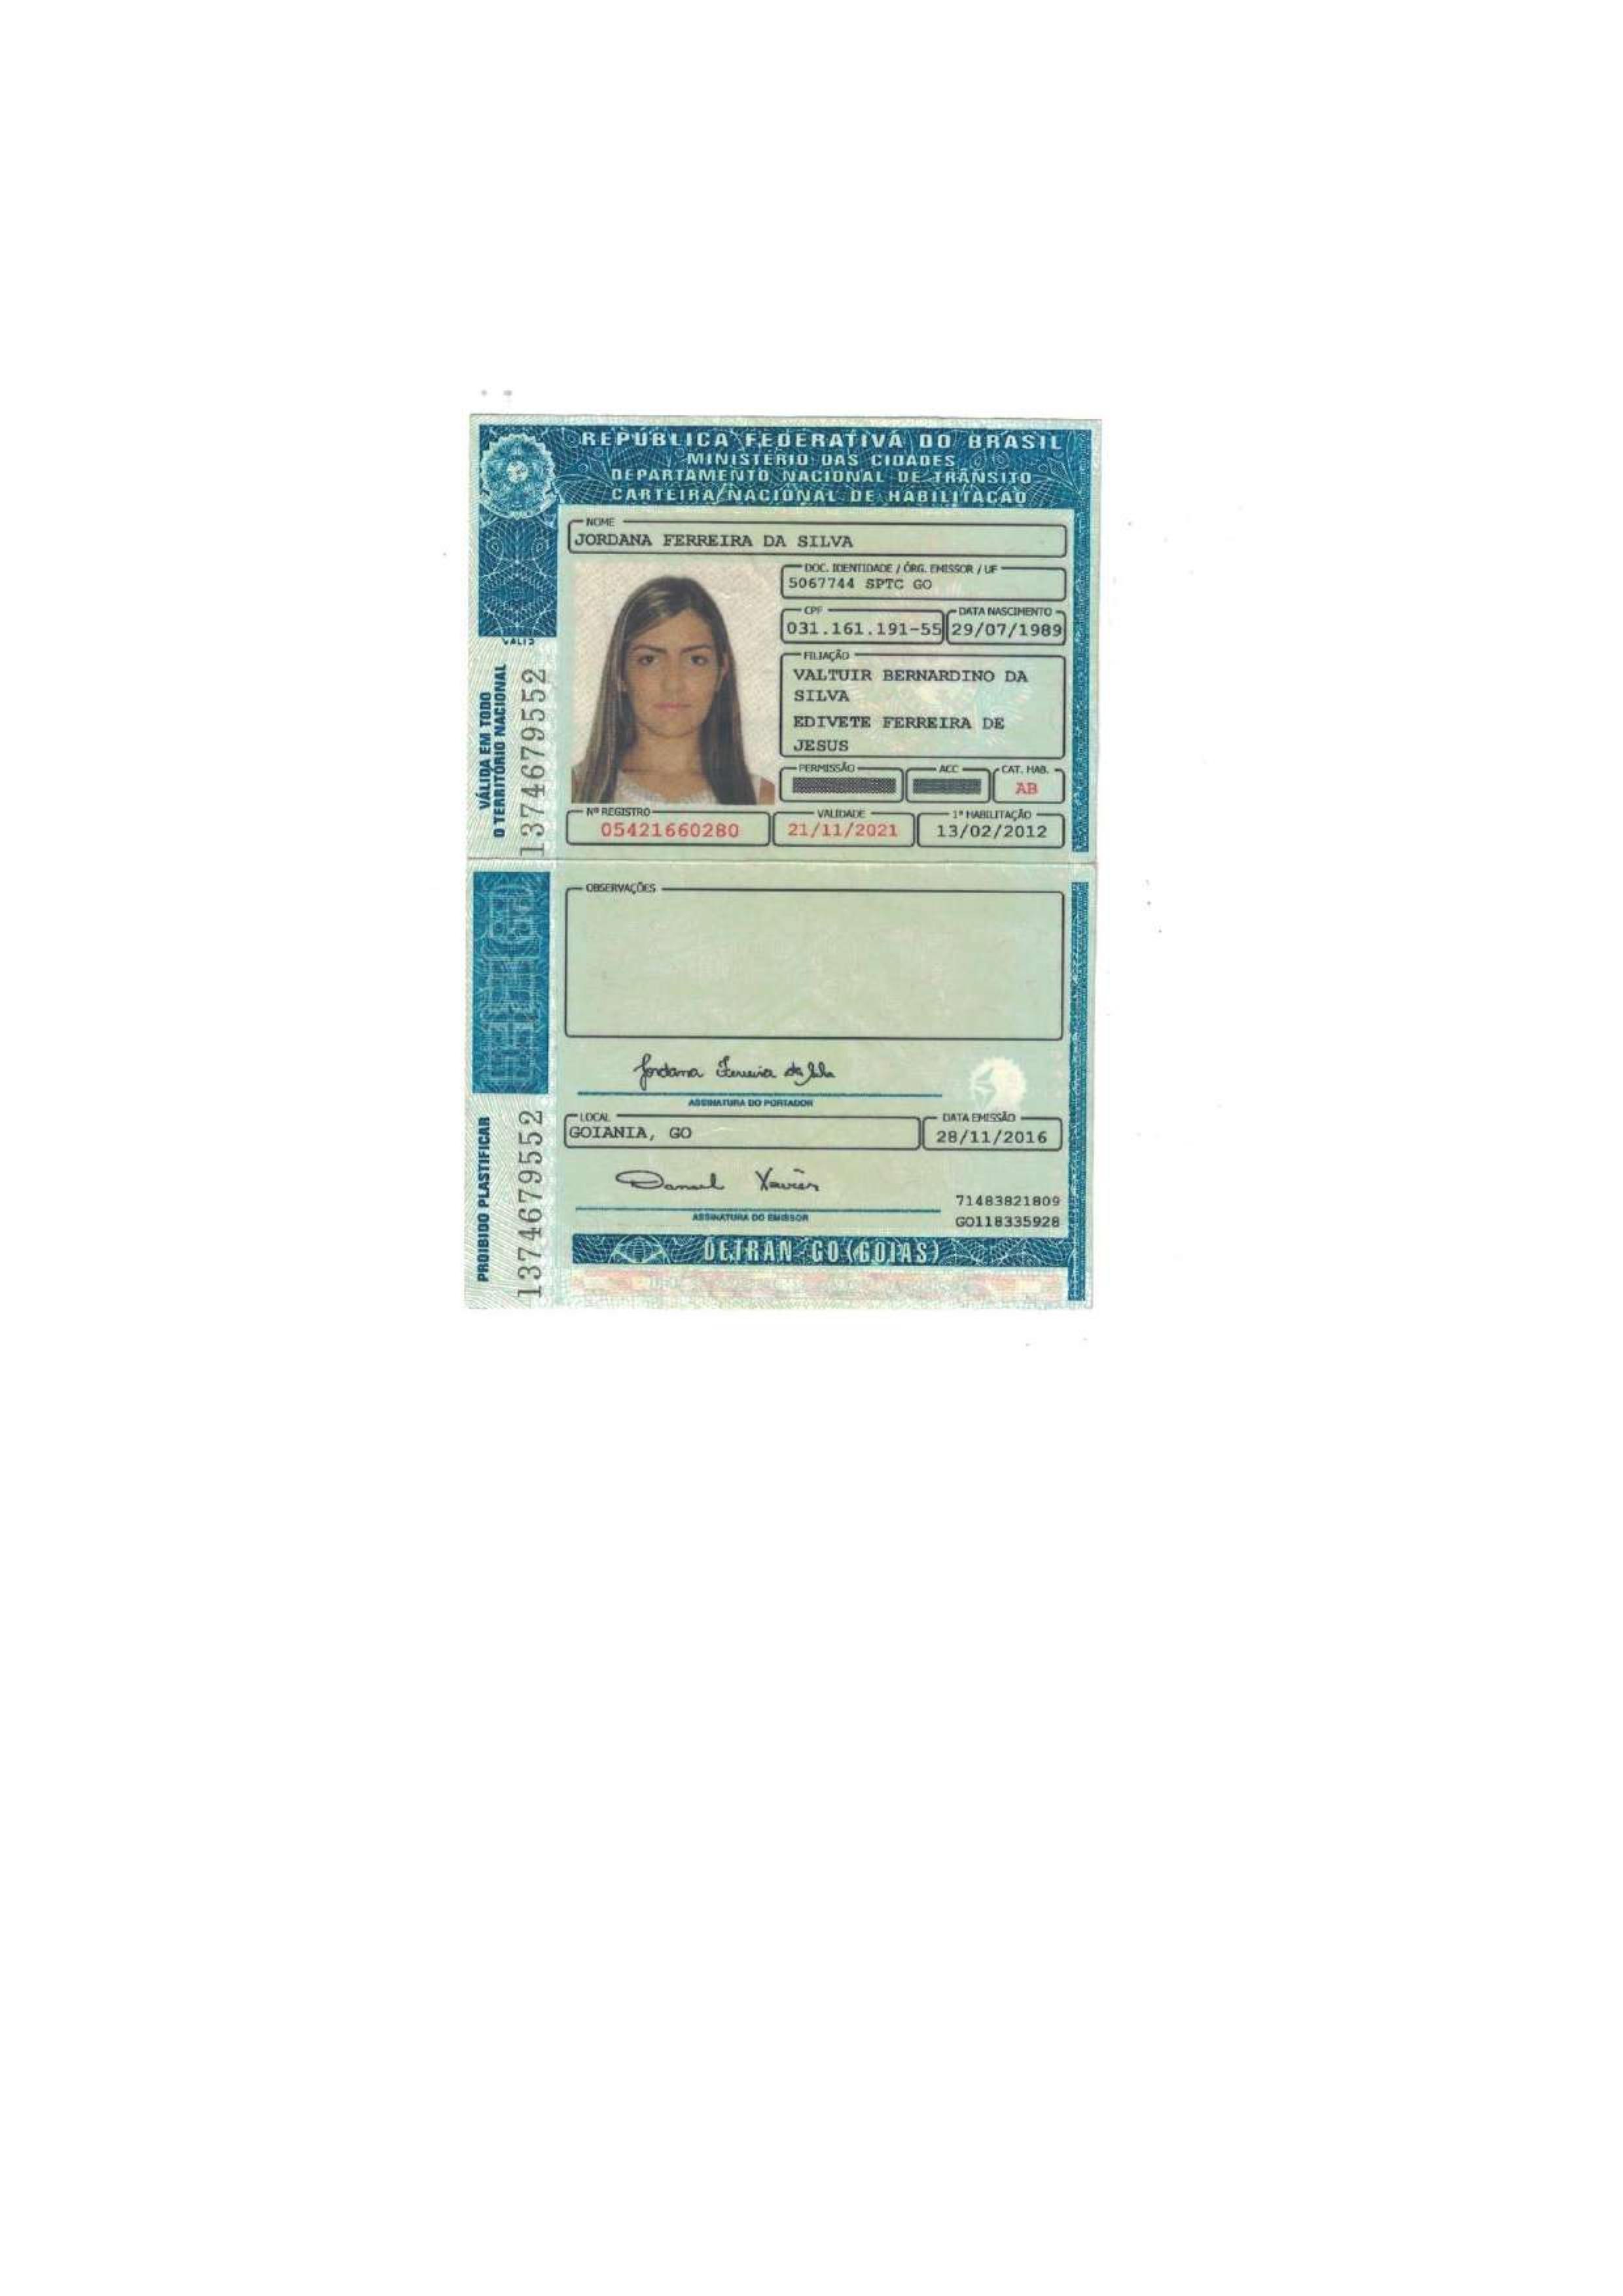 REPÚBLICA FEDERATIVA DO BRASIL
MINISTÉRIO DAS CIDADES
DEPARTAMENTO NACIONAL DE TRÂNSITO
CARTEIRA NACIONAL DE HABILITAÇÃO
NOME
JORDANA FERREIRA DA SILVA
DOC. IDENTIDADE / ÓRG. EMISSOR / UF
5067744 SPTC GO
CPF
031.161.191-55
DATA NASCIMENTO
29/07/1989
FILIAÇÃO
VALTUIR BERNARDINO DA
SILVA
EDIVETE FERREIRA DE
JESUS
PERMISSÃO
ACC
CAT. HAB.
AB
Nº REGISTRO
05421660280
VALIDADE
21/11/2021
1ª HABILITAÇÃO
13/02/2012
VÁLIDA EM TODO
O TERRITÓRIO NACIONAL
1374679552
OBSERVAÇÕES
Jordana Ferreira da Silva
ASSINATURA DO PORTADOR
LOCAL
GOIANIA, GO
DATA EMISSÃO
28/11/2016
Daniel Xavier
ASSINATURA DO EMISSOR
71483821809
GO118335928
DETRAN-GO (GOIAS)
PROIBIDO PLASTIFICAR
1374679552